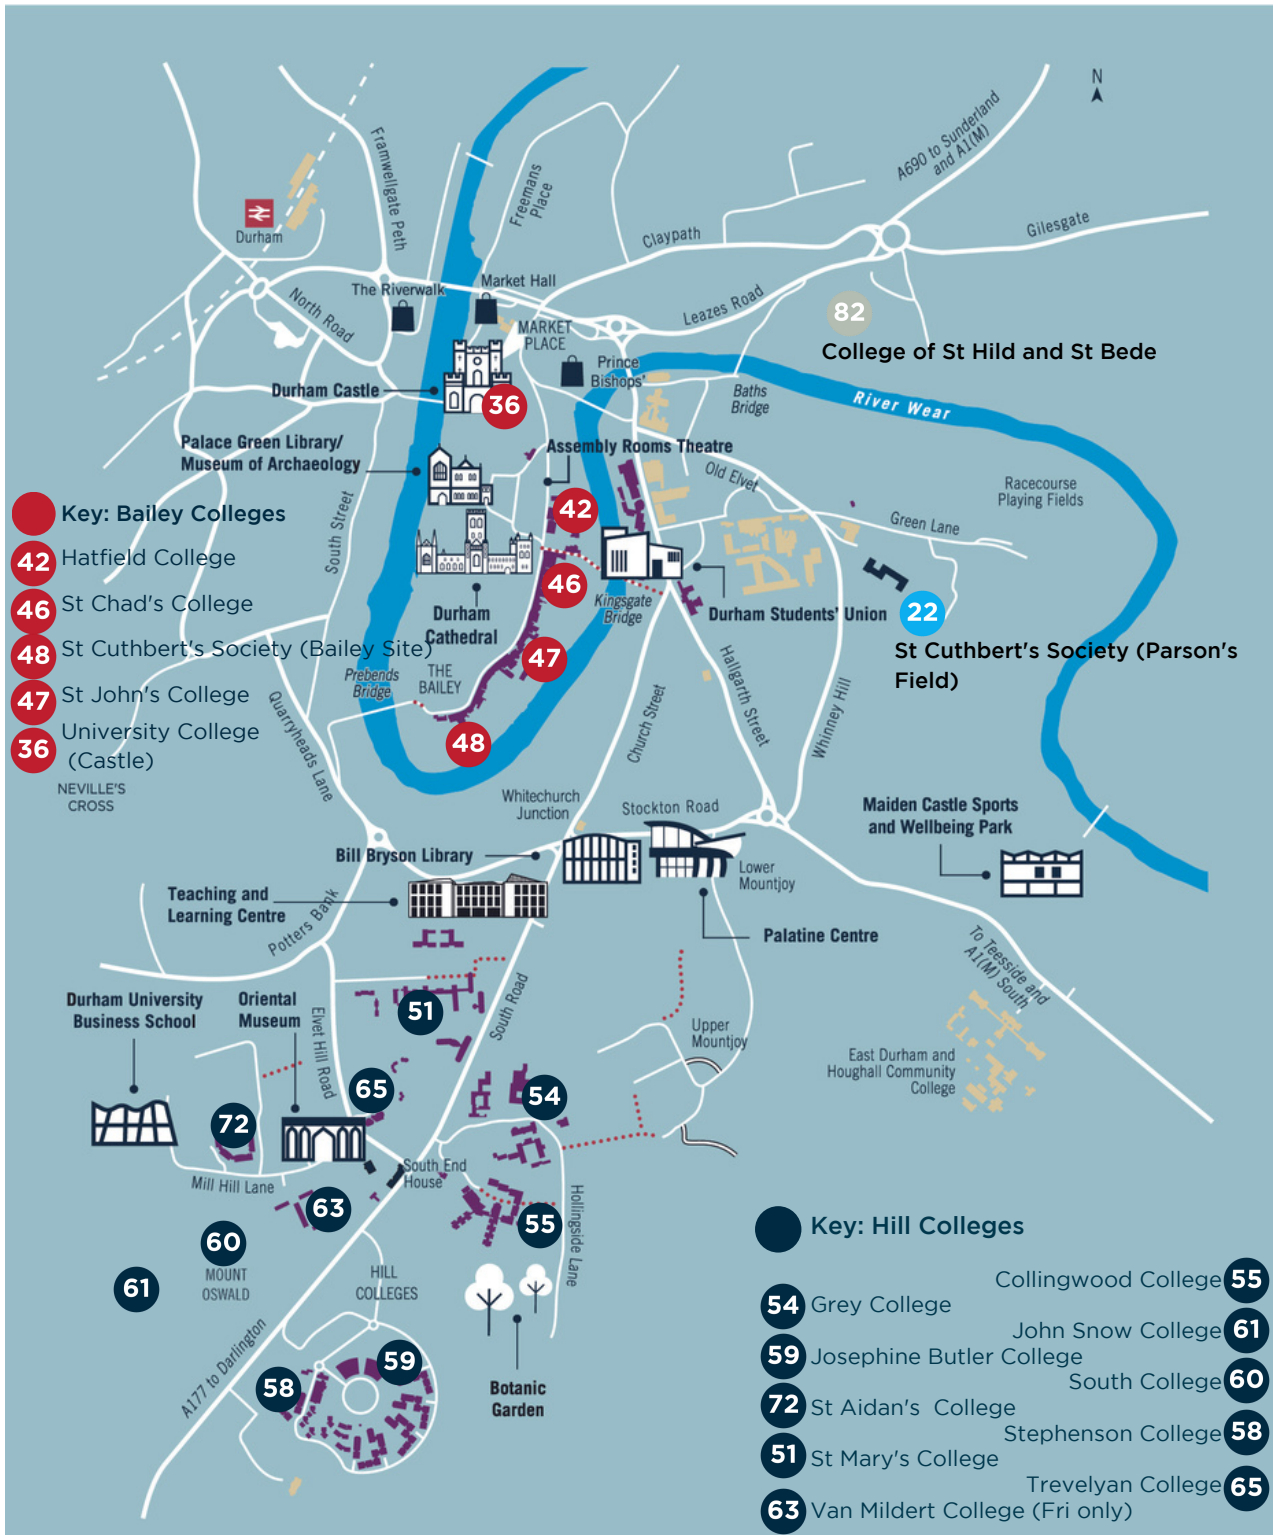 N
A690 to Sunderland
and A1(M)
Framwellgate Peth
Freemans
Place
Durham
Claypath
Gilesgate
Market Hall
The Riverwalk
North Road
Leazes Road
82
MARKET
PLACE
College of St Hild and St Bede
Prince
Bishops'
Durham Castle
36
Baths
Bridge
River Wear
Palace Green Library/
Museum of Archaeology
Assembly Rooms Theatre
Old Elvet
Racecourse
Playing Fields
South Street
42
Green Lane
Key: Bailey Colleges
42 Hatfield College
46 St Chad's College
48 St Cuthbert's Society (Bailey Site)
47 St John's College
36 University College
(Castle)
46
Kingsgate
Bridge
Durham
Cathedral
Durham Students' Union
22
St Cuthbert's Society (Parson's
Field)
47
THE
BAILEY
Prebends
Bridge
48
Quarryheads Lane
Church Street
Hallgarth Street
Whinney Hill
NEVILLE'S
CROSS
Whitechurch
Junction
Stockton Road
Maiden Castle Sports
and Wellbeing Park
Bill Bryson Library
Lower
Mountjoy
Teaching and
Learning Centre
Potters Bank
Palatine Centre
To Teesside and
A1(M) South
Durham University
Business School
Oriental
Museum
Elvet Hill Road
51
South Road
Upper
Mountjoy
East Durham and
Houghall Community
College
65
54
72
South End
House
Mill Hill Lane
63
55
Hollingside Lane
60
MOUNT
OSWALD
61
HILL
COLLEGES
A177 to Darlington
59
58
Botanic
Garden
Key: Hill Colleges
Collingwood College 55
54 Grey College
John Snow College 61
59 Josephine Butler College
South College 60
72 St Aidan's College
Stephenson College 58
51 St Mary's College
Trevelyan College 65
63 Van Mildert College (Fri only)